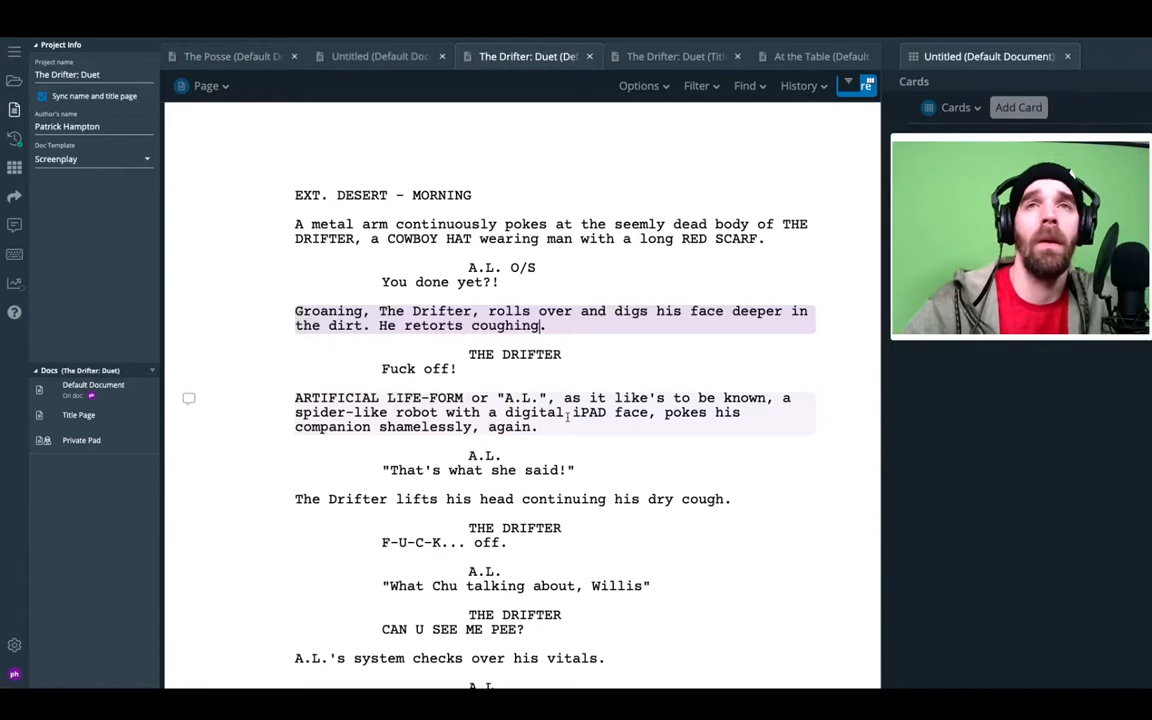 Project Info
Project name
The Drifter: Duet
Sync name and title page
Author's name
Patrick Hampton
Doc Template
Screenplay
Docs (The Drifter: Duet)
Default Document
On doc: ph
Title Page
Private Pad
ph
The Posse (Default D
Untitled (Default Doc
The Drifter: Duet (Def
The Drifter: Duet (Titl
At the Table (Default
Page
Options
Filter
Find
History
re
EXT. DESERT - MORNING
A metal arm continuously pokes at the seemly dead body of THE
DRIFTER, a COWBOY HAT wearing man with a long RED SCARF.
A.L. O/S
You done yet?!
Groaning, The Drifter, rolls over and digs his face deeper in
the dirt. He retorts coughing.
THE DRIFTER
Fuck off!
ARTIFICIAL LIFE-FORM or "A.L.", as it like's to be known, a
spider-like robot with a digital iPAD face, pokes his
companion shamelessly, again.
A.L.
"That's what she said!"
The Drifter lifts his head continuing his dry cough.
THE DRIFTER
F-U-C-K... off.
A.L.
"What Chu talking about, Willis"
THE DRIFTER
CAN U SEE ME PEE?
A.L.'s system checks over his vitals.
A.L.
Untitled (Default Document)
Cards
Cards
Add Card